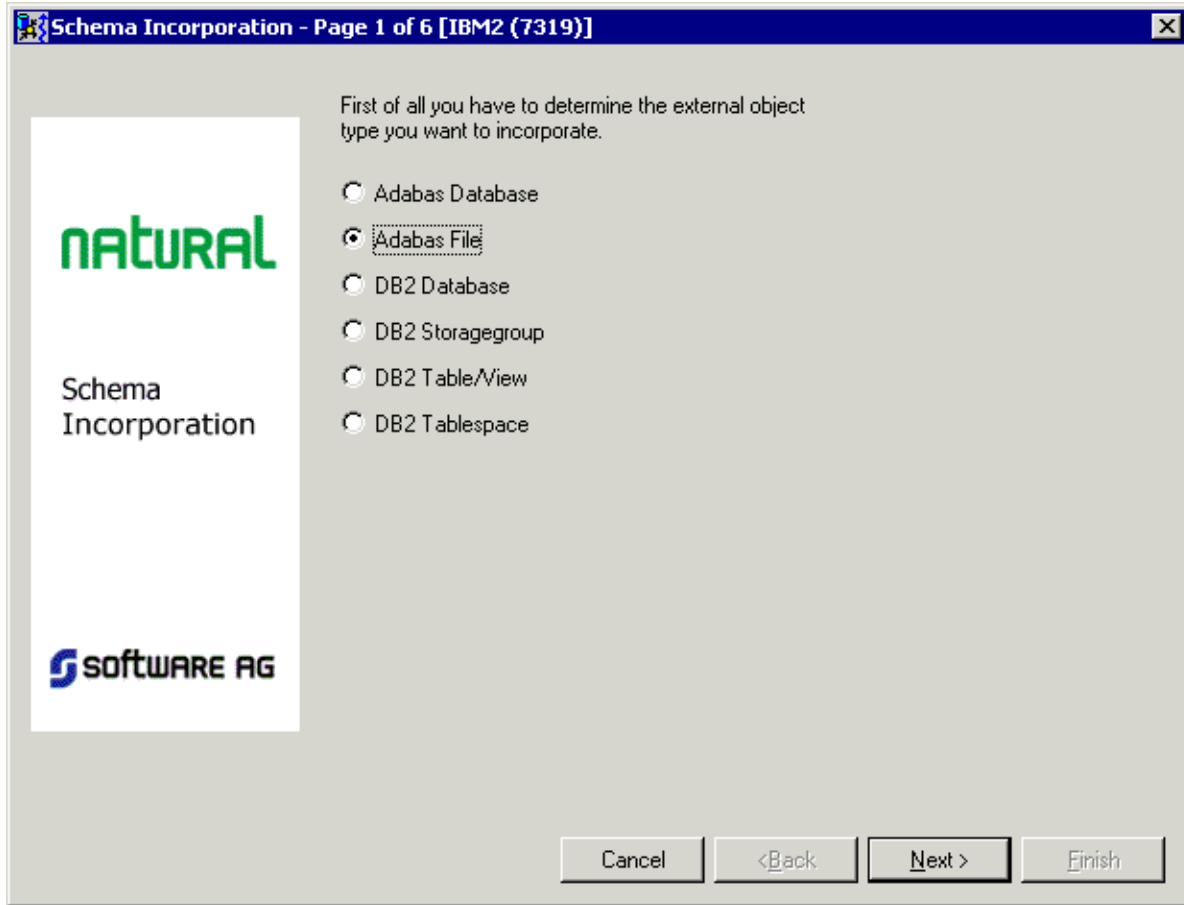 Schema Incorporation - Page 1 of 6 [IBM2 (7319)]
First of all you have to determine the external object
type you want to incorporate.
Adabas Database
Adabas File
DB2 Database
DB2 Storagegroup
DB2 Table/View
DB2 Tablespace
natural
Schema
Incorporation
software AG
Cancel
<Back
Next >
Finish